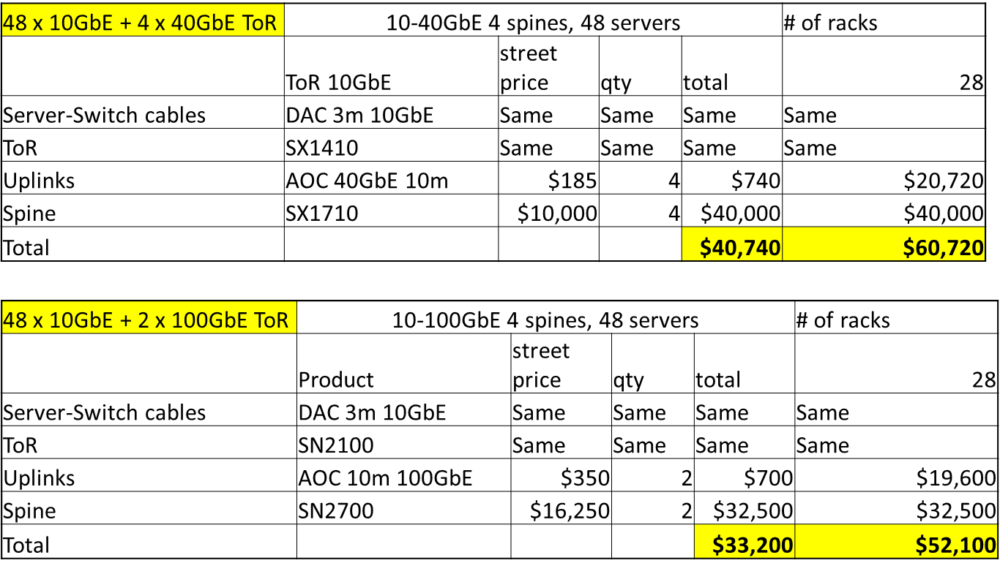 48 x 10GbE + 4 x 40GbE ToR 10-40GbE 4 spines, 48 servers # of racks
ToR 10GbE street price qty total 28
Server-Switch cables DAC 3m 10GbE Same Same Same Same
ToR SX1410 Same Same Same Same
Uplinks AOC 40GbE 10m $185 4 $740 $20,720
Spine SX1710 $10,000 4 $40,000 $40,000
Total $40,740 $60,720
48 x 10GbE + 2 x 100GbE ToR 10-100GbE 4 spines, 48 servers # of racks
Product street price qty total 28
Server-Switch cables DAC 3m 10GbE Same Same Same Same
ToR SN2100 Same Same Same Same
Uplinks AOC 10m 100GbE $350 2 $700 $19,600
Spine SN2700 $16,250 2 $32,500 $32,500
Total $33,200 $52,100